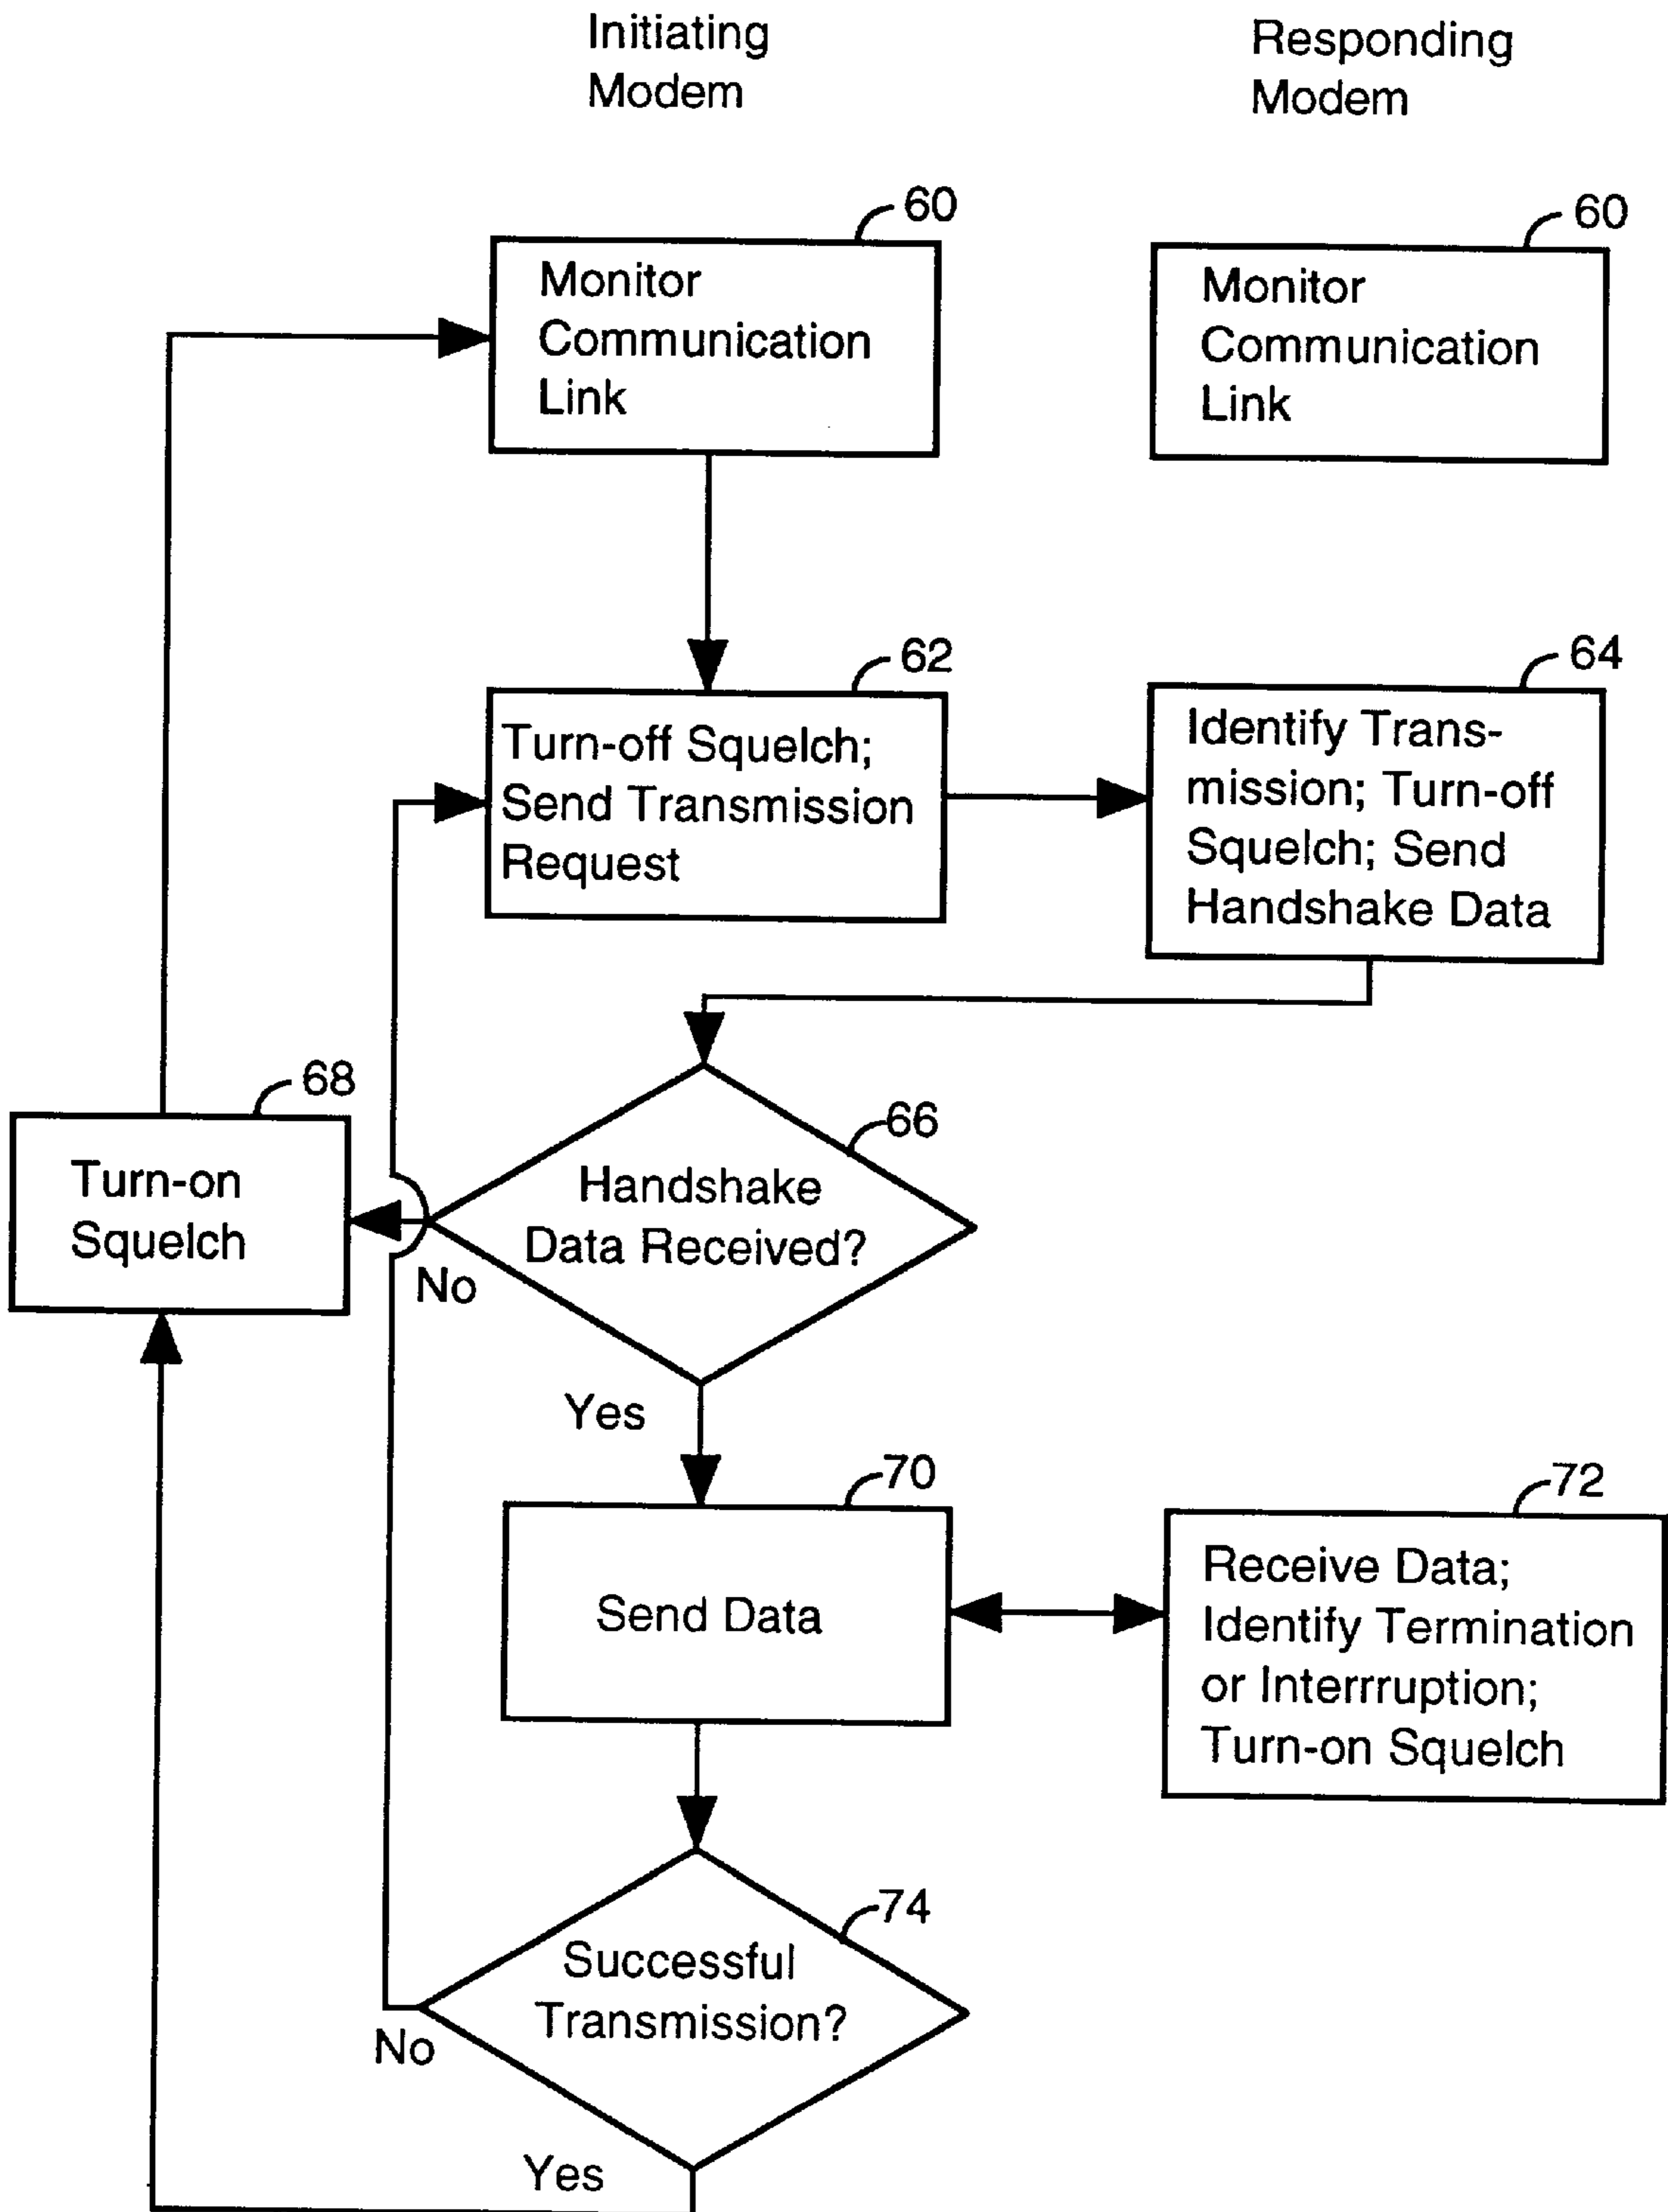 Initiating
Modem
Responding
Modem
60
Monitor
Communication
Link
60
Monitor
Communication
Link
62
Turn-off Squelch;
Send Transmission
Request
64
Identify Trans-
mission; Turn-off
Squelch; Send
Handshake Data
68
Turn-on
Squelch
66
Handshake
Data Received?
No
Yes
70
Send Data
72
Receive Data;
Identify Termination
or Interrruption;
Turn-on Squelch
74
Successful
Transmission?
No
Yes